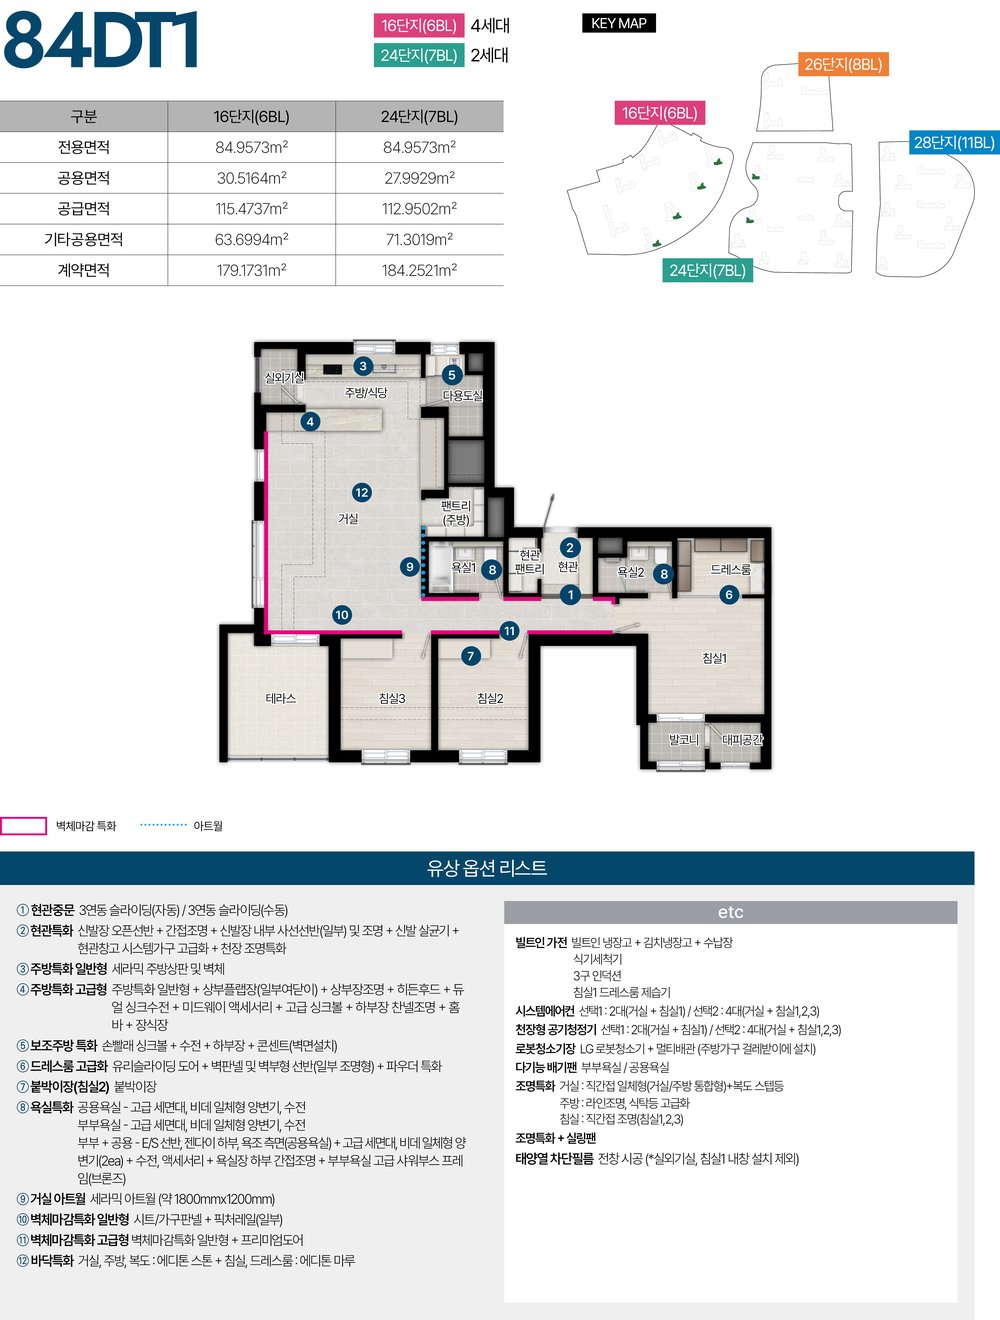 84DT1
16단지(6BL) 4세대
24단지(7BL) 2세대
KEY MAP
26단지(8BL)
16단지(6BL)
28단지(11BL)
24단지(7BL)
구분 16단지(6BL) 24단지(7BL)
전용면적 84.9573m² 84.9573m²
공용면적 30.5164m² 27.9929m²
공급면적 115.4737m² 112.9502m²
기타공용면적 63.6994m² 71.3019m²
계약면적 179.1731m² 184.2521m²
실외기실
3
주방/식당
5
다용도실
4
12
거실
팬트리
(주방)
9
욕실1
8
현관
팬트리
2
현관
욕실2
8
드레스룸
1
6
10
11
7
침실1
테라스
침실3
침실2
발코니
대피공간
벽체마감 특화
아트월
유상 옵션 리스트
① 현관중문 3연동 슬라이딩(자동) / 3연동 슬라이딩(수동)
② 현관특화 신발장 오픈선반 + 간접조명 + 신발장 내부 사선선반(일부) 및 조명 + 신발 살균기 +
현관창고 시스템가구 고급화 + 천장 조명특화
③ 주방특화 일반형 세라믹 주방상판 및 벽체
④ 주방특화 고급형 주방특화 일반형 + 상부플랩장(일부여닫이) + 상부장조명 + 히든후드 + 듀
얼 싱크수전 + 미드웨이 액세서리 + 고급 싱크볼 + 하부장 찬넬조명 + 홈
바 + 장식장
⑤ 보조주방 특화 손빨래 싱크볼 + 수전 + 하부장 + 콘센트(벽면설치)
⑥ 드레스룸 고급화 유리슬라이딩 도어 + 벽판넬 및 벽부형 선반(일부 조명형) + 파우더 특화
⑦ 붙박이장(침실2) 붙박이장
⑧ 욕실특화 공용욕실 - 고급 세면대, 비데 일체형 양변기, 수전
부부욕실 - 고급 세면대, 비데 일체형 양변기, 수전
부부 + 공용 - E/S 선반, 젠다이 하부, 욕조 측면(공용욕실) + 고급 세면대, 비데 일체형 양
변기(2ea) + 수전, 액세서리 + 욕실장 하부 간접조명 + 부부욕실 고급 샤워부스 프레
임(브론즈)
⑨ 거실 아트월 세라믹 아트월 (약 1800mmx1200mm)
⑩ 벽체마감특화 일반형 시트/가구판넬 + 픽처레일(일부)
⑪ 벽체마감특화 고급형 벽체마감특화 일반형 + 프리미엄도어
⑫ 바닥특화 거실, 주방, 복도 : 에디톤 스톤 + 침실, 드레스룸 : 에디톤 마루
etc
빌트인 가전 빌트인 냉장고 + 김치냉장고 + 수납장
식기세척기
3구 인덕션
침실1 드레스룸 제습기
시스템에어컨 선택1 : 2대(거실 + 침실1) / 선택2 : 4대(거실 + 침실1,2,3)
천장형 공기청정기 선택1 : 2대(거실 + 침실1) / 선택2 : 4대(거실 + 침실1,2,3)
로봇청소기장 LG 로봇청소기 + 멀티배관 (주방가구 걸레받이에 설치)
다기능 배기팬 부부욕실 / 공용욕실
조명특화 거실 : 직간접 일체형(거실/주방 통합형)+복도 스텝등
주방 : 라인조명, 식탁등 고급화
침실 : 직간접 조명(침실1,2,3)
조명특화 + 실링팬
태양열 차단필름 전창 시공 (*실외기실, 침실1 내창 설치 제외)